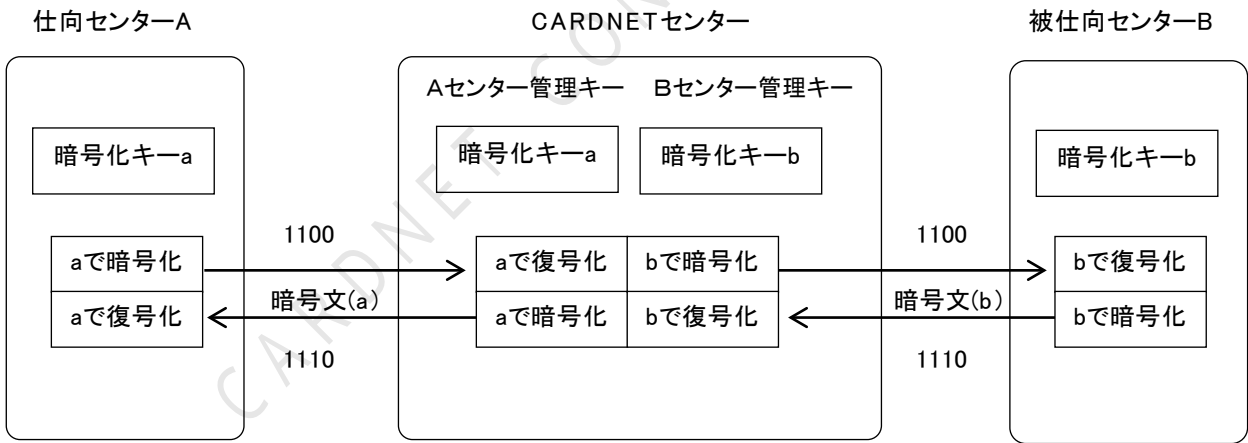 仕向センターA
CARDNETセンター
被仕向センターB
Aセンター管理キー
Bセンター管理キー
暗号化キーa
暗号化キーa
暗号化キーb
暗号化キーb
1100
1100
aで暗号化
aで復号化
bで暗号化
bで復号化
暗号文(a)
暗号文(b)
aで復号化
aで暗号化
bで復号化
bで暗号化
1110
1110
CARDNET CON